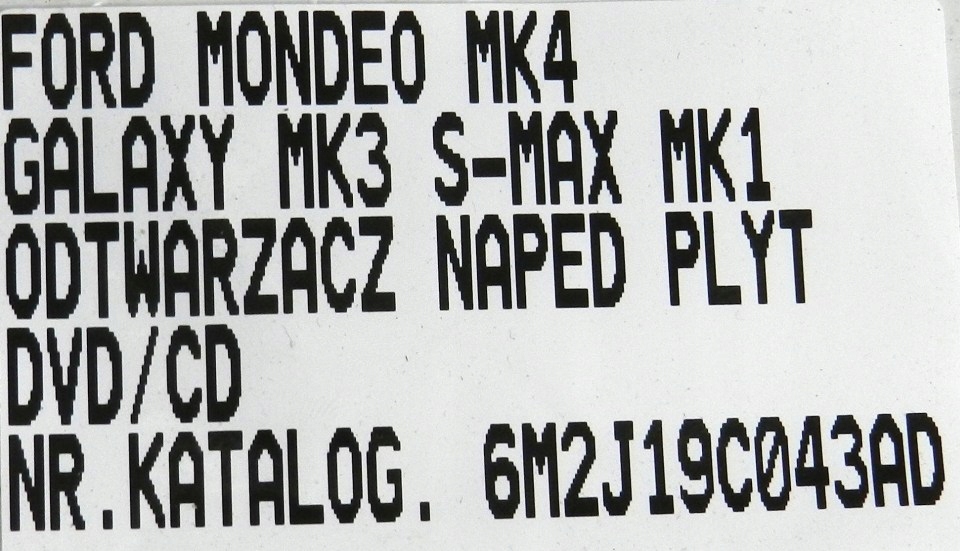 FORD MONDEO MK4
GALAXY MK3 S-MAX MK1
ODTWARZACZ NAPED PLYT
DVD/CD
NR.KATALOG. 6M2J19C043AD